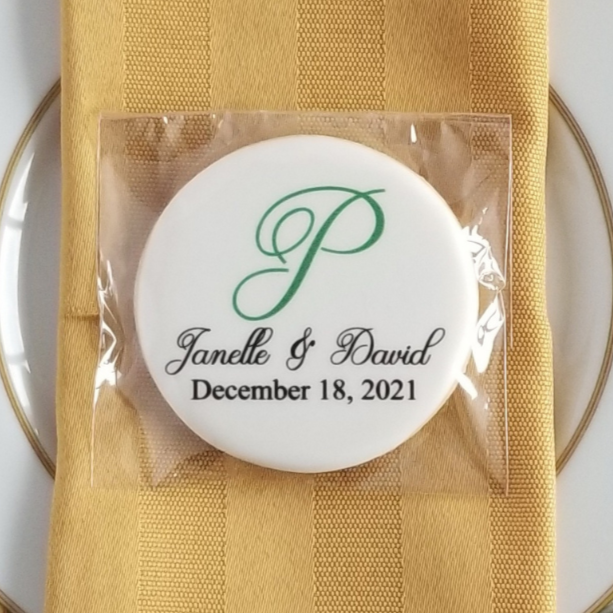 P
Janelle & David
December 18, 2021